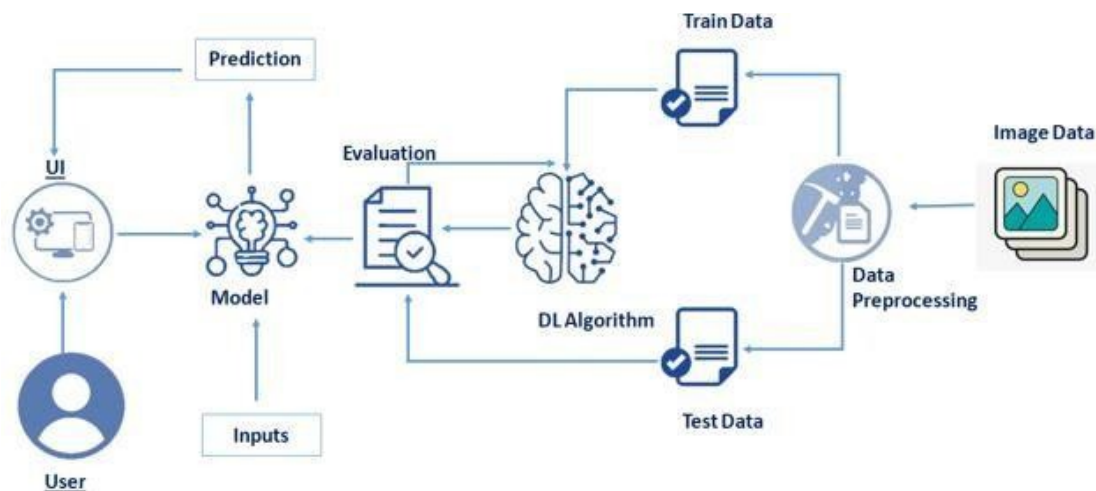 Train Data
Prediction
Image Data
Evaluation
UI
Data
Preprocessing
Model
DL Algorithm
Test Data
Inputs
User